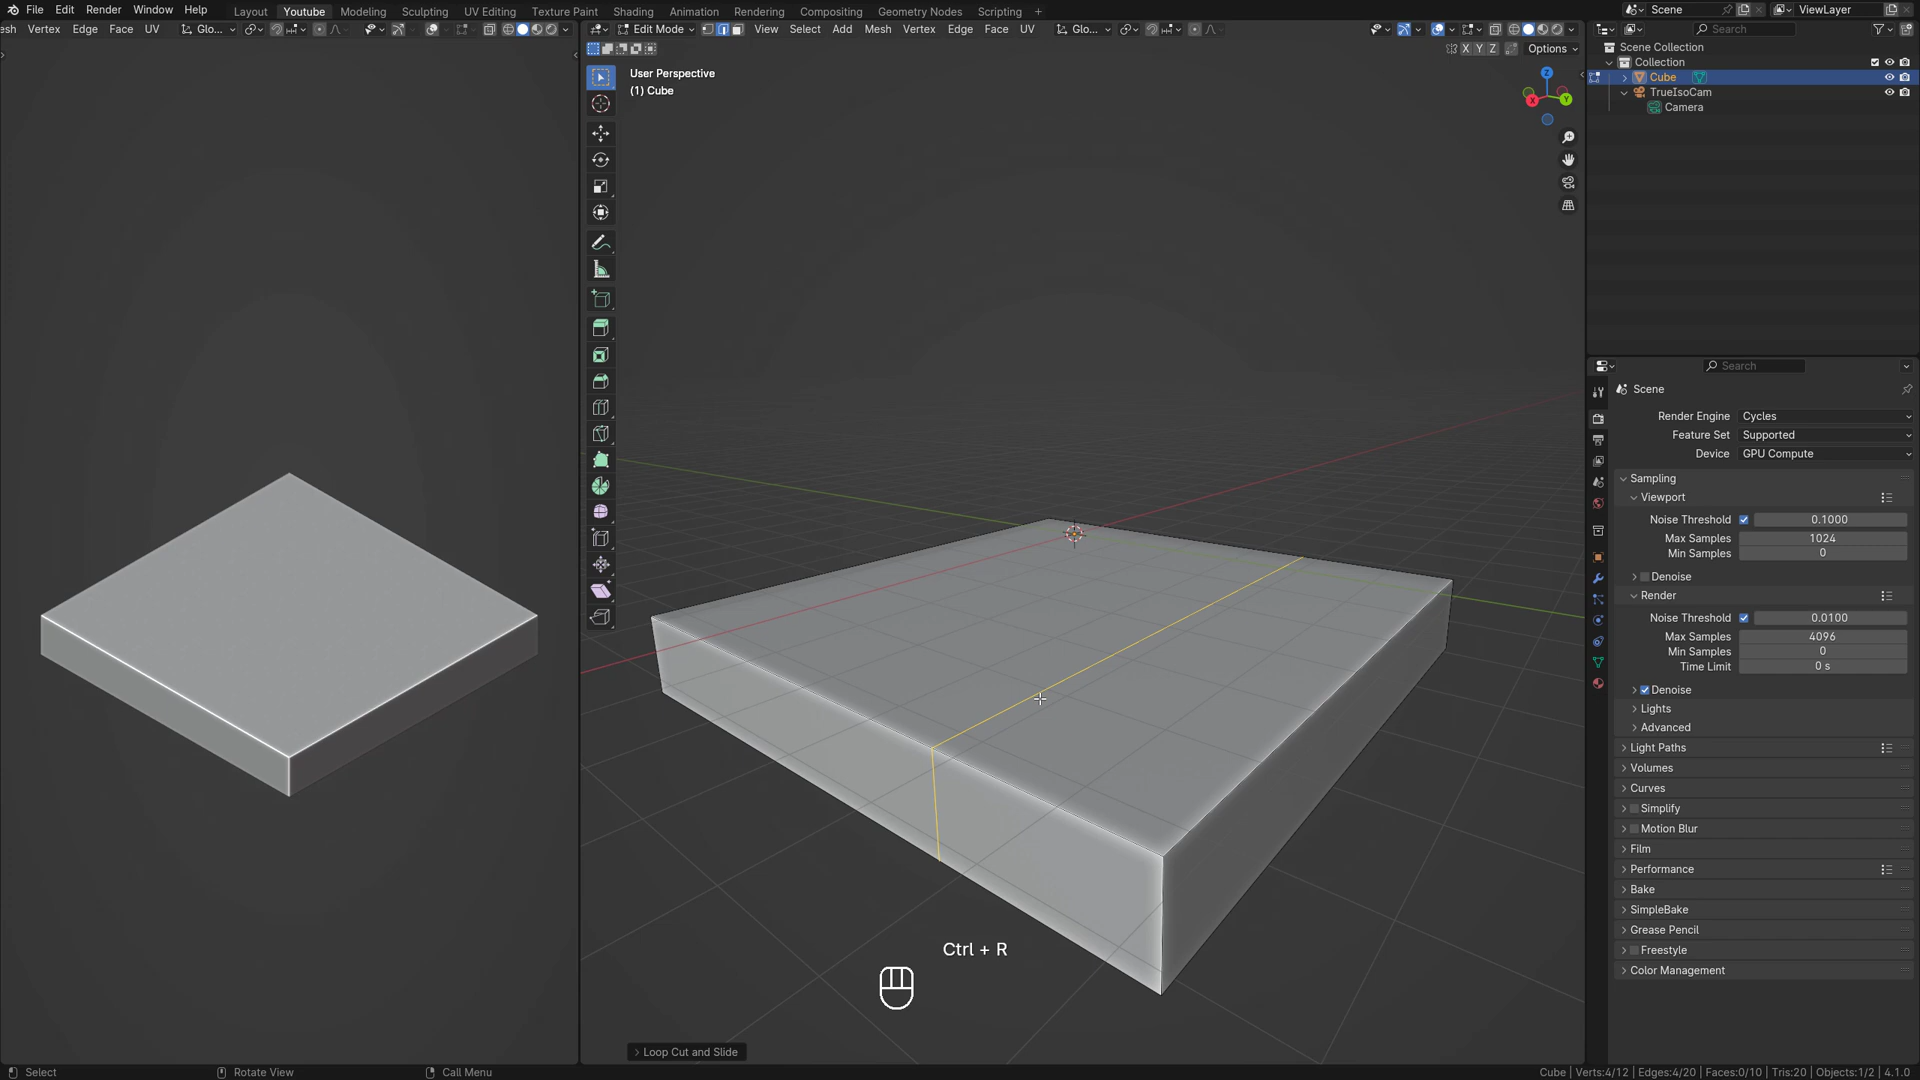 File Edit Render Window Help Layout Youtube Modeling Sculpting UV Editing Texture Paint Shading Animation Rendering Compositing Geometry Nodes Scripting + Scene ViewLayer
esh Vertex Edge Face UV Glo... Edit Mode View Select Add Mesh Vertex Edge Face UV Glo... Search
X Y Z Options
Scene Collection
Collection
Cube
TrueIsoCam
Camera
User Perspective
(1) Cube
Z
X
Y
Search
Scene
Render Engine Cycles
Feature Set Supported
Device GPU Compute
Sampling
Viewport
Noise Threshold 0.1000
Max Samples 1024
Min Samples 0
Denoise
Render
Noise Threshold 0.0100
Max Samples 4096
Min Samples 0
Time Limit 0 s
Denoise
Lights
Advanced
Light Paths
Volumes
Curves
Simplify
Motion Blur
Film
Performance
Bake
SimpleBake
Grease Pencil
Freestyle
Color Management
Ctrl + R
Loop Cut and Slide
Select Rotate View Call Menu Cube | Verts:4/12 | Edges:4/20 | Faces:0/10 | Tris:20 | Objects:1/2 | 4.1.0